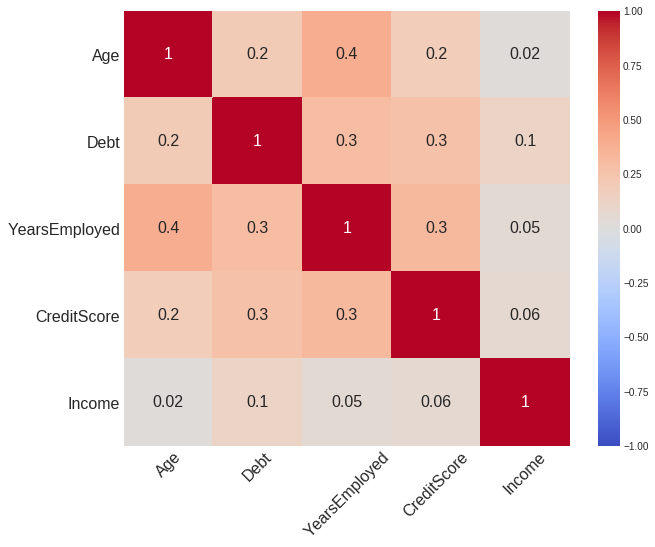 Age 1 0.2 0.4 0.2 0.02
Debt 0.2 1 0.3 0.3 0.1
YearsEmployed 0.4 0.3 1 0.3 0.05
CreditScore 0.2 0.3 0.3 1 0.06
Income 0.02 0.1 0.05 0.06 1
Age Debt YearsEmployed CreditScore Income
1.00
0.75
0.50
0.25
0.00
−0.25
−0.50
−0.75
−1.00